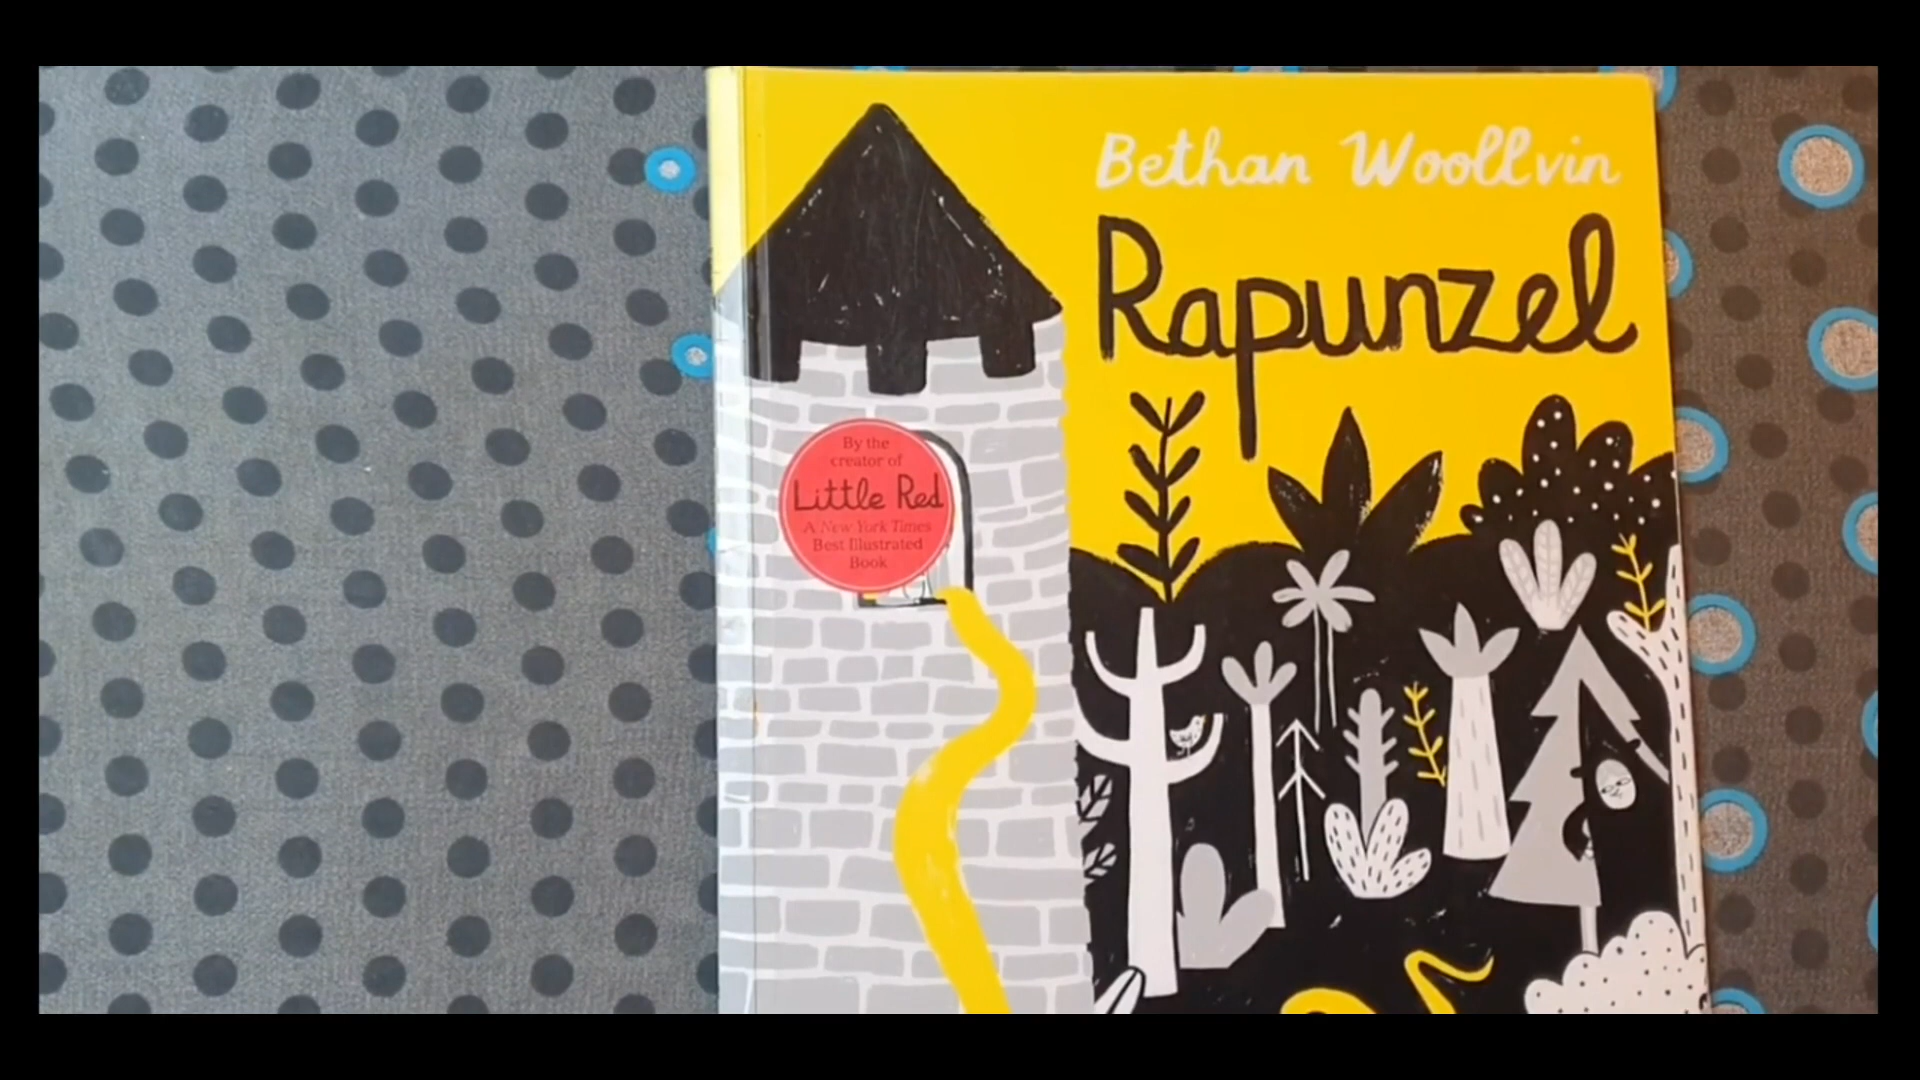 Bethan Woollvin
Rapunzel
By the
creator of
Little Red
A New York Times
Best Illustrated
Book